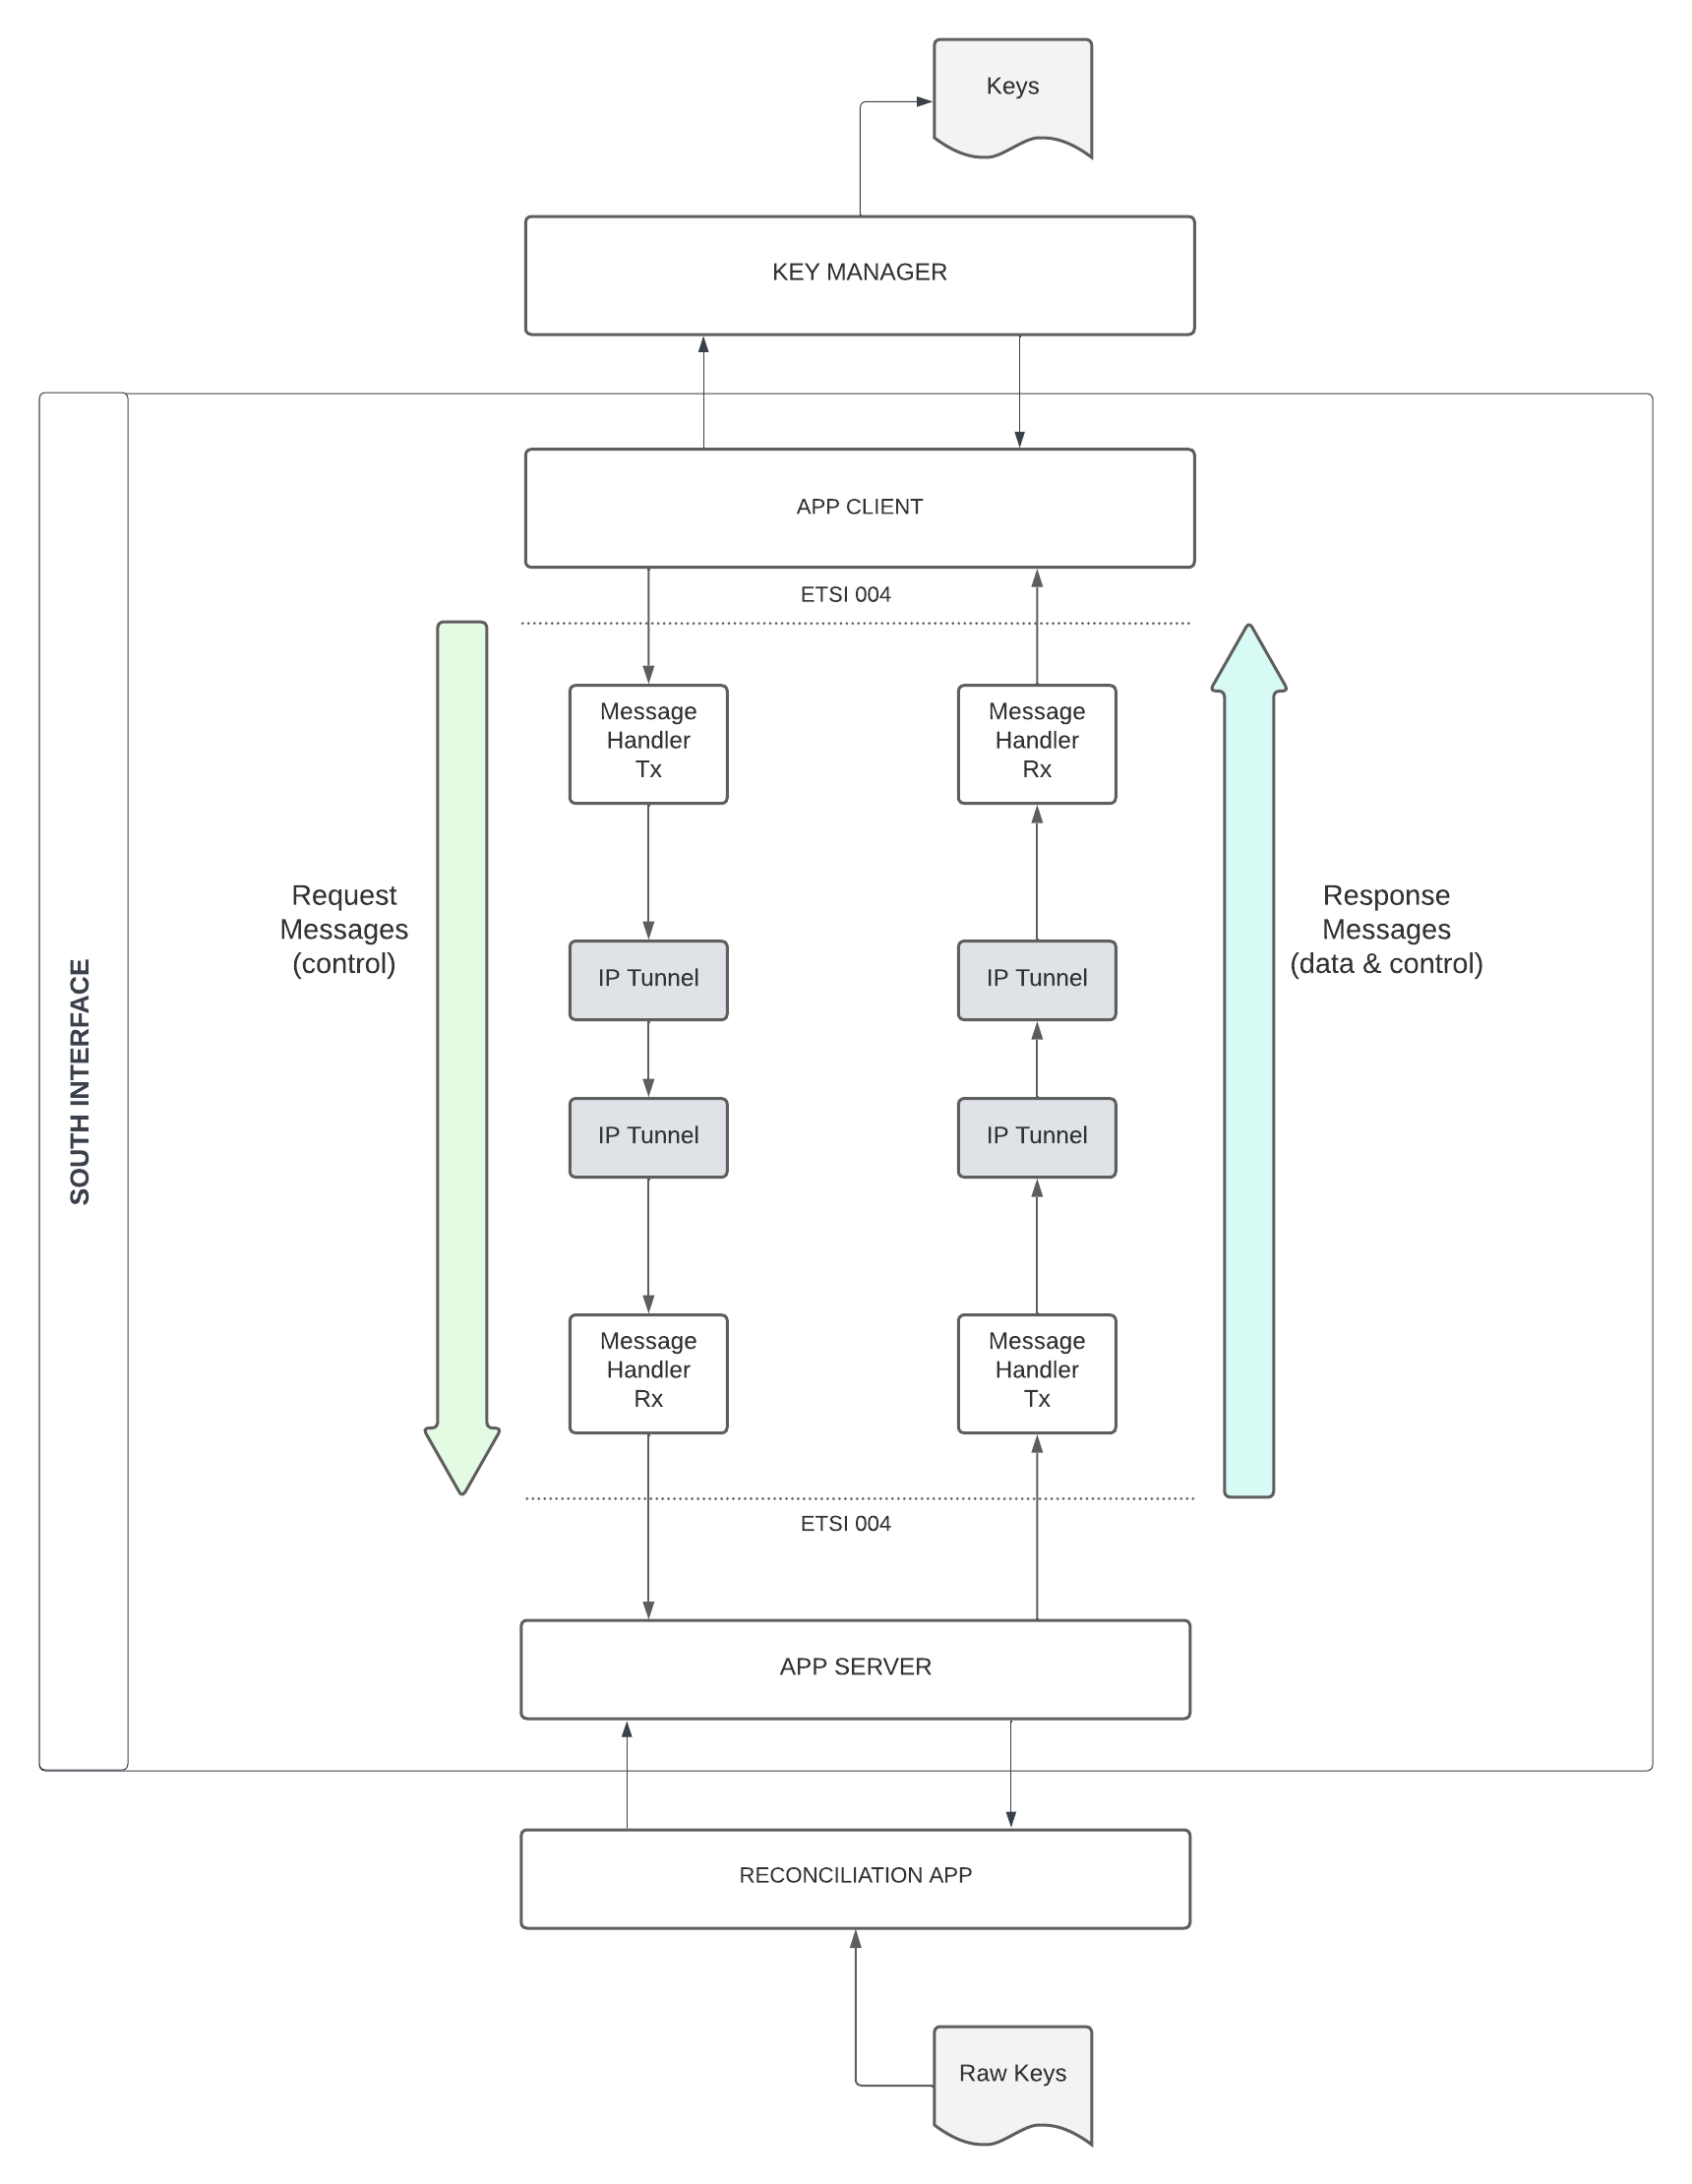 Keys
KEY MANAGER
APP CLIENT
ETSI 004
Message
Handler
Tx
Message
Handler
Rx
Request
Messages
(control)
Response
Messages
(data & control)
IP Tunnel
IP Tunnel
SOUTH INTERFACE
IP Tunnel
IP Tunnel
Message
Handler
Rx
Message
Handler
Tx
ETSI 004
APP SERVER
RECONCILIATION APP
Raw Keys